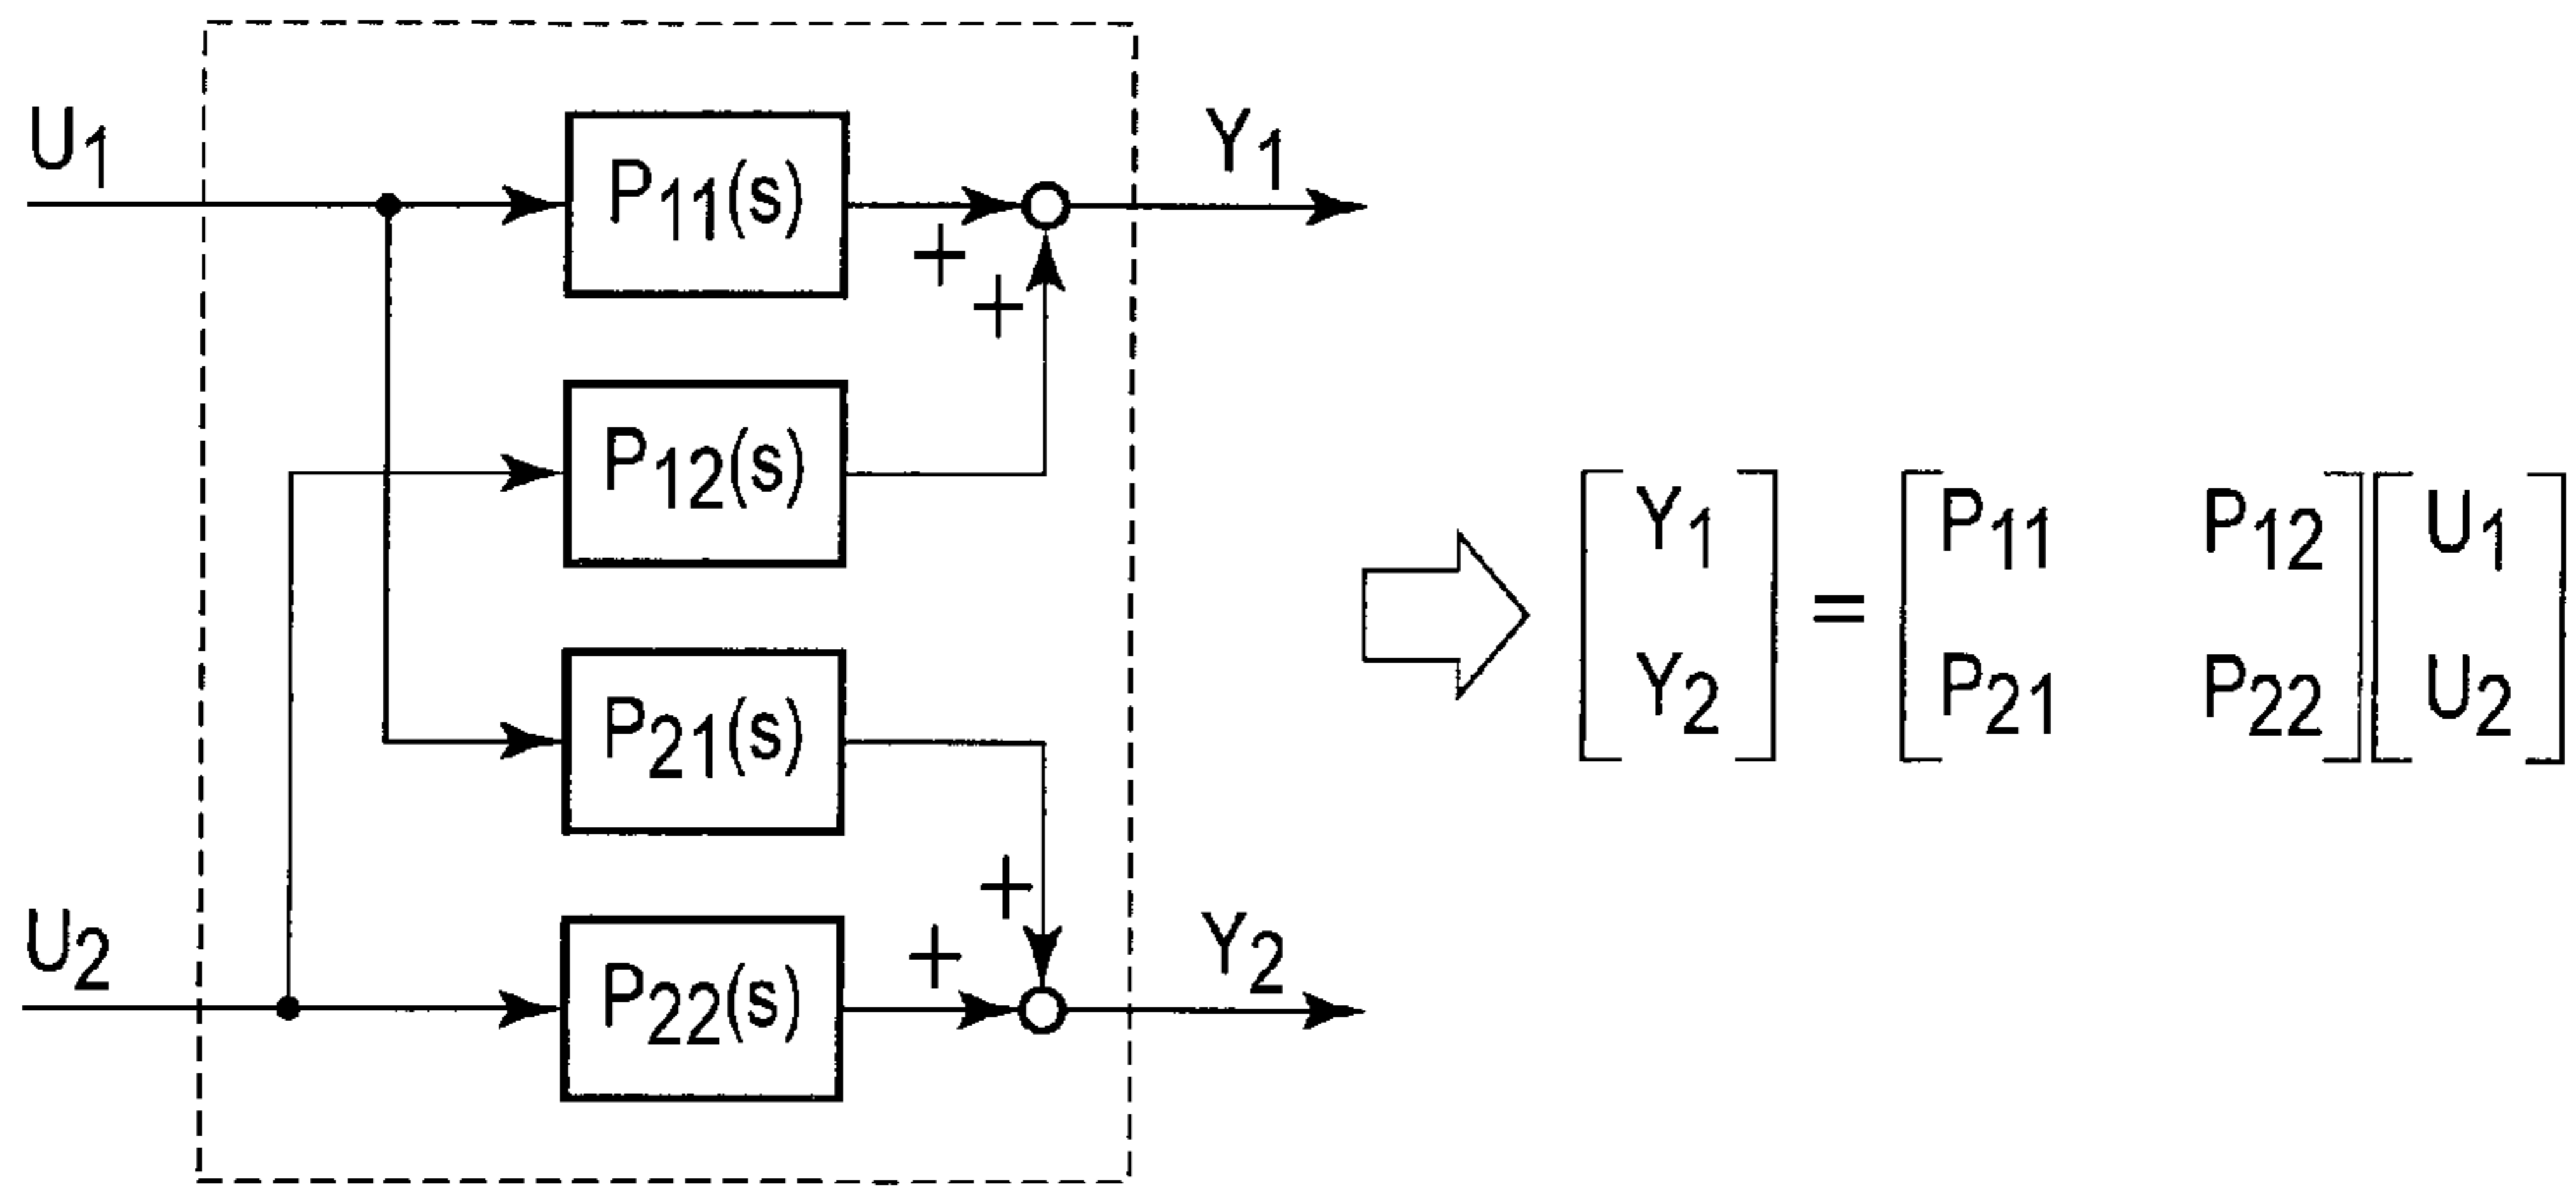 U1
P11(s)
+
+
Y1
P12(s)
P21(s)
U2
P22(s)
+
+
Y2
[Y1 Y2] = [P11 P12 P21 P22] [U1 U2]